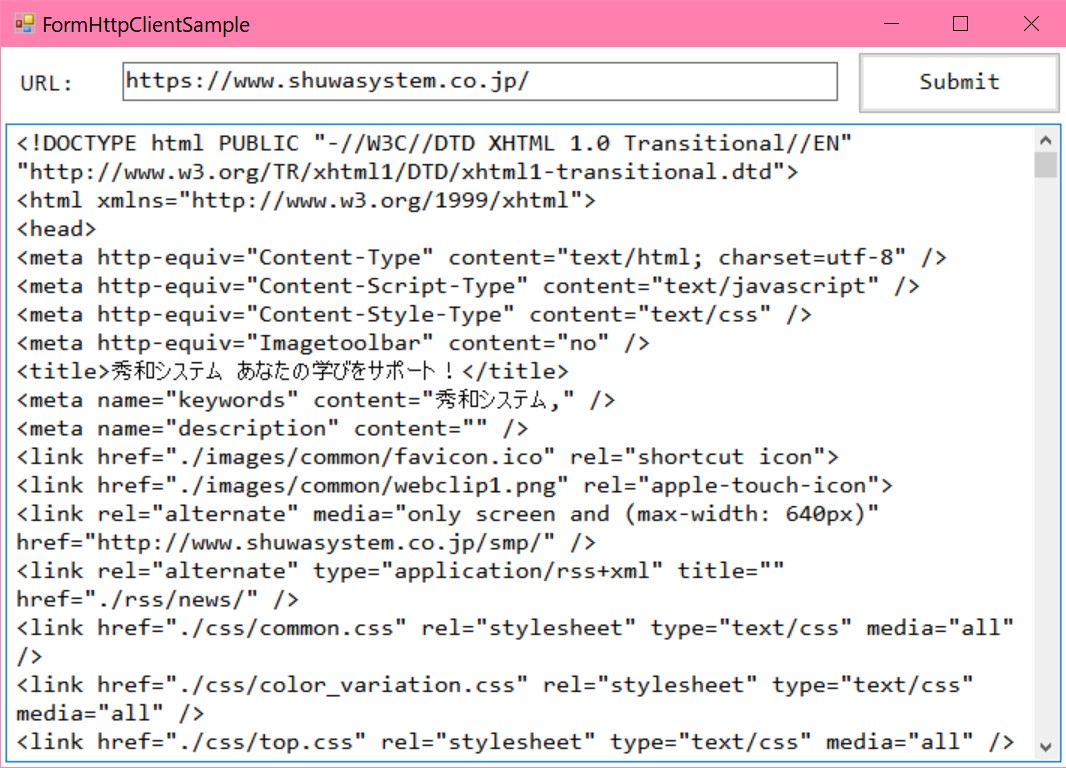 FormHttpClientSample
URL: https://www.shuwasystem.co.jp/ Submit
<!DOCTYPE html PUBLIC "-//W3C//DTD XHTML 1.0 Transitional//EN"
"http://www.w3.org/TR/xhtml1/DTD/xhtml1-transitional.dtd">
<html xmlns="http://www.w3.org/1999/xhtml">
<head>
<meta http-equiv="Content-Type" content="text/html; charset=utf-8" />
<meta http-equiv="Content-Script-Type" content="text/javascript" />
<meta http-equiv="Content-Style-Type" content="text/css" />
<meta http-equiv="Imagetoolbar" content="no" />
<title>秀和システム あなたの学びをサポート！</title>
<meta name="keywords" content="秀和システム," />
<meta name="description" content="" />
<link href="./images/common/favicon.ico" rel="shortcut icon">
<link href="./images/common/webclip1.png" rel="apple-touch-icon">
<link rel="alternate" media="only screen and (max-width: 640px)"
href="http://www.shuwasystem.co.jp/smp/" />
<link rel="alternate" type="application/rss+xml" title=""
href="./rss/news/" />
<link href="./css/common.css" rel="stylesheet" type="text/css" media="all"
/>
<link href="./css/color_variation.css" rel="stylesheet" type="text/css"
media="all" />
<link href="./css/top.css" rel="stylesheet" type="text/css" media="all" />